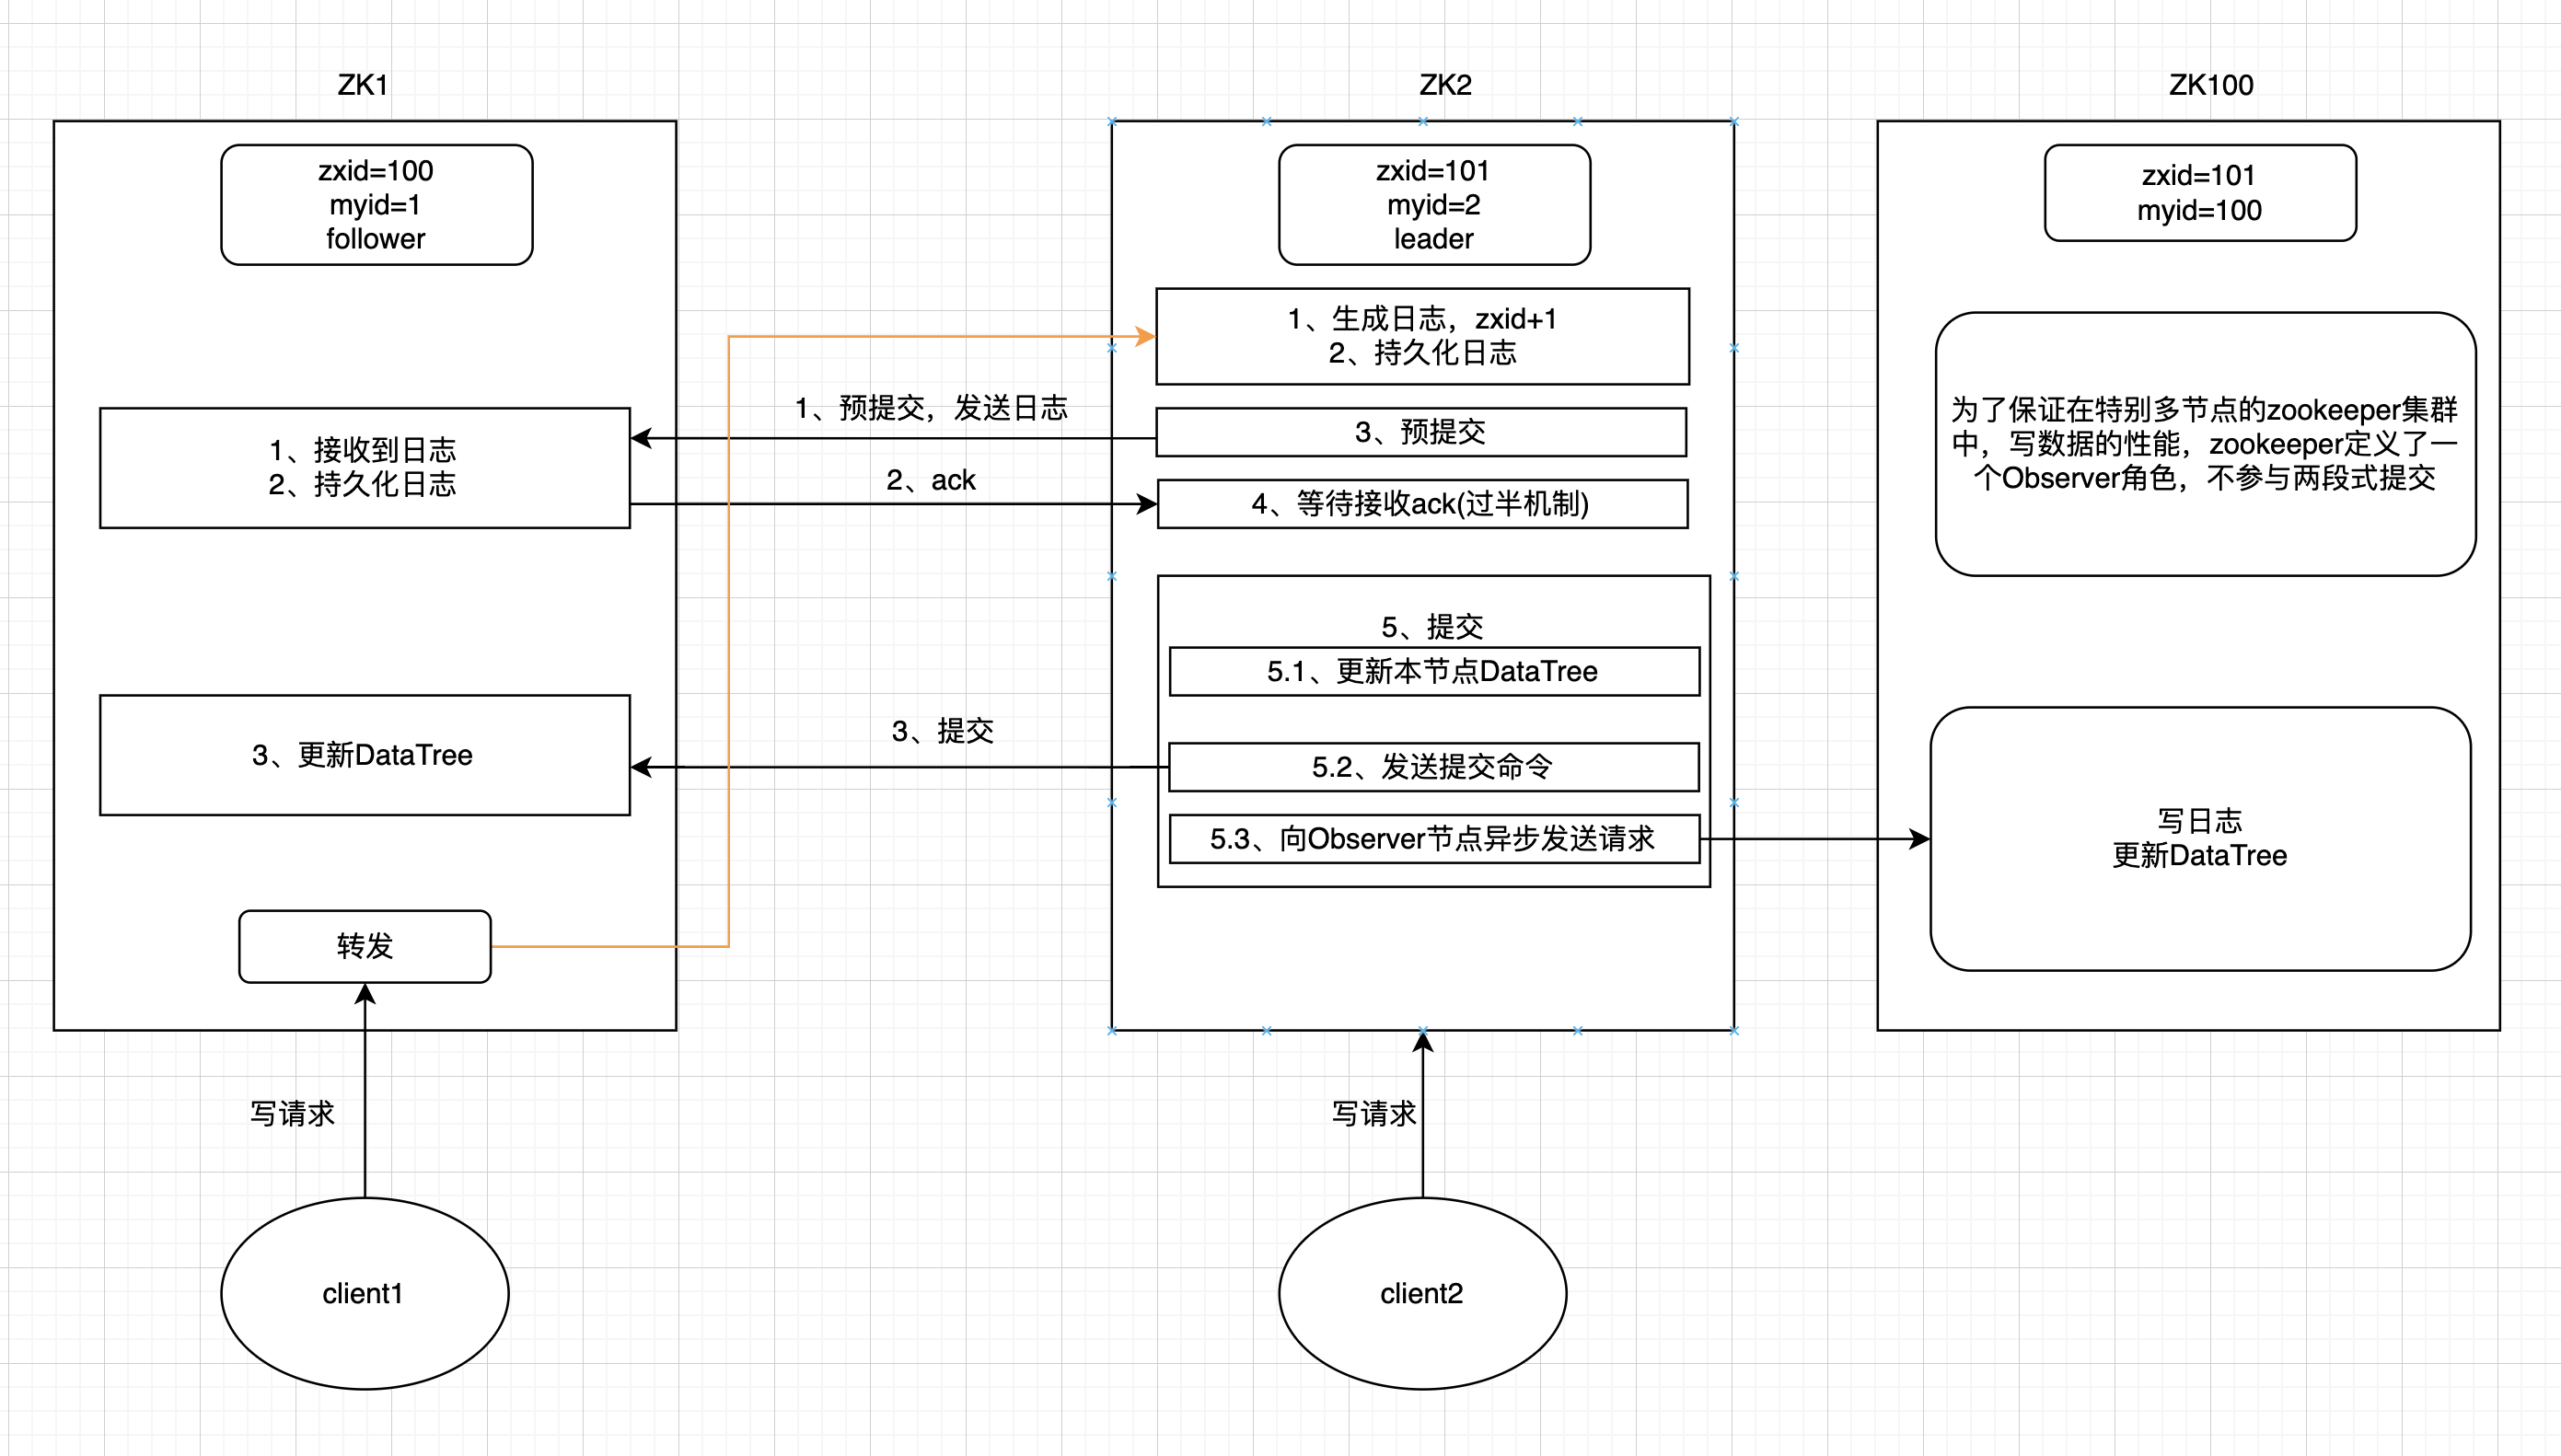 ZK1
zxid=100
myid=1
follower
1、接收到日志
2、持久化日志
3、更新DataTree
转发
写请求
client1
1、预提交，发送日志
2、ack
3、提交
ZK2
zxid=101
myid=2
leader
1、生成日志，zxid+1
2、持久化日志
3、预提交
4、等待接收ack(过半机制)
5、提交
5.1、更新本节点DataTree
5.2、发送提交命令
5.3、向Observer节点异步发送请求
写请求
client2
ZK100
zxid=101
myid=100
为了保证在特别多节点的zookeeper集群
中，写数据的性能，zookeeper定义了一
个Observer角色，不参与两段式提交
写日志
更新DataTree